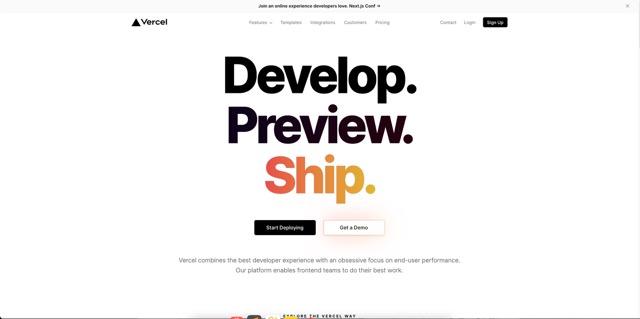 Join an online experience developers love. Next.js Conf →
Vercel
Features
Templates
Integrations
Customers
Pricing
Contact
Login
Sign Up
Develop.
Preview.
Ship.
Start Deploying
Get a Demo
Vercel combines the best developer experience with an obsessive focus on end-user performance.
Our platform enables frontend teams to do their best work.
EXPLORE THE VERCEL WAY